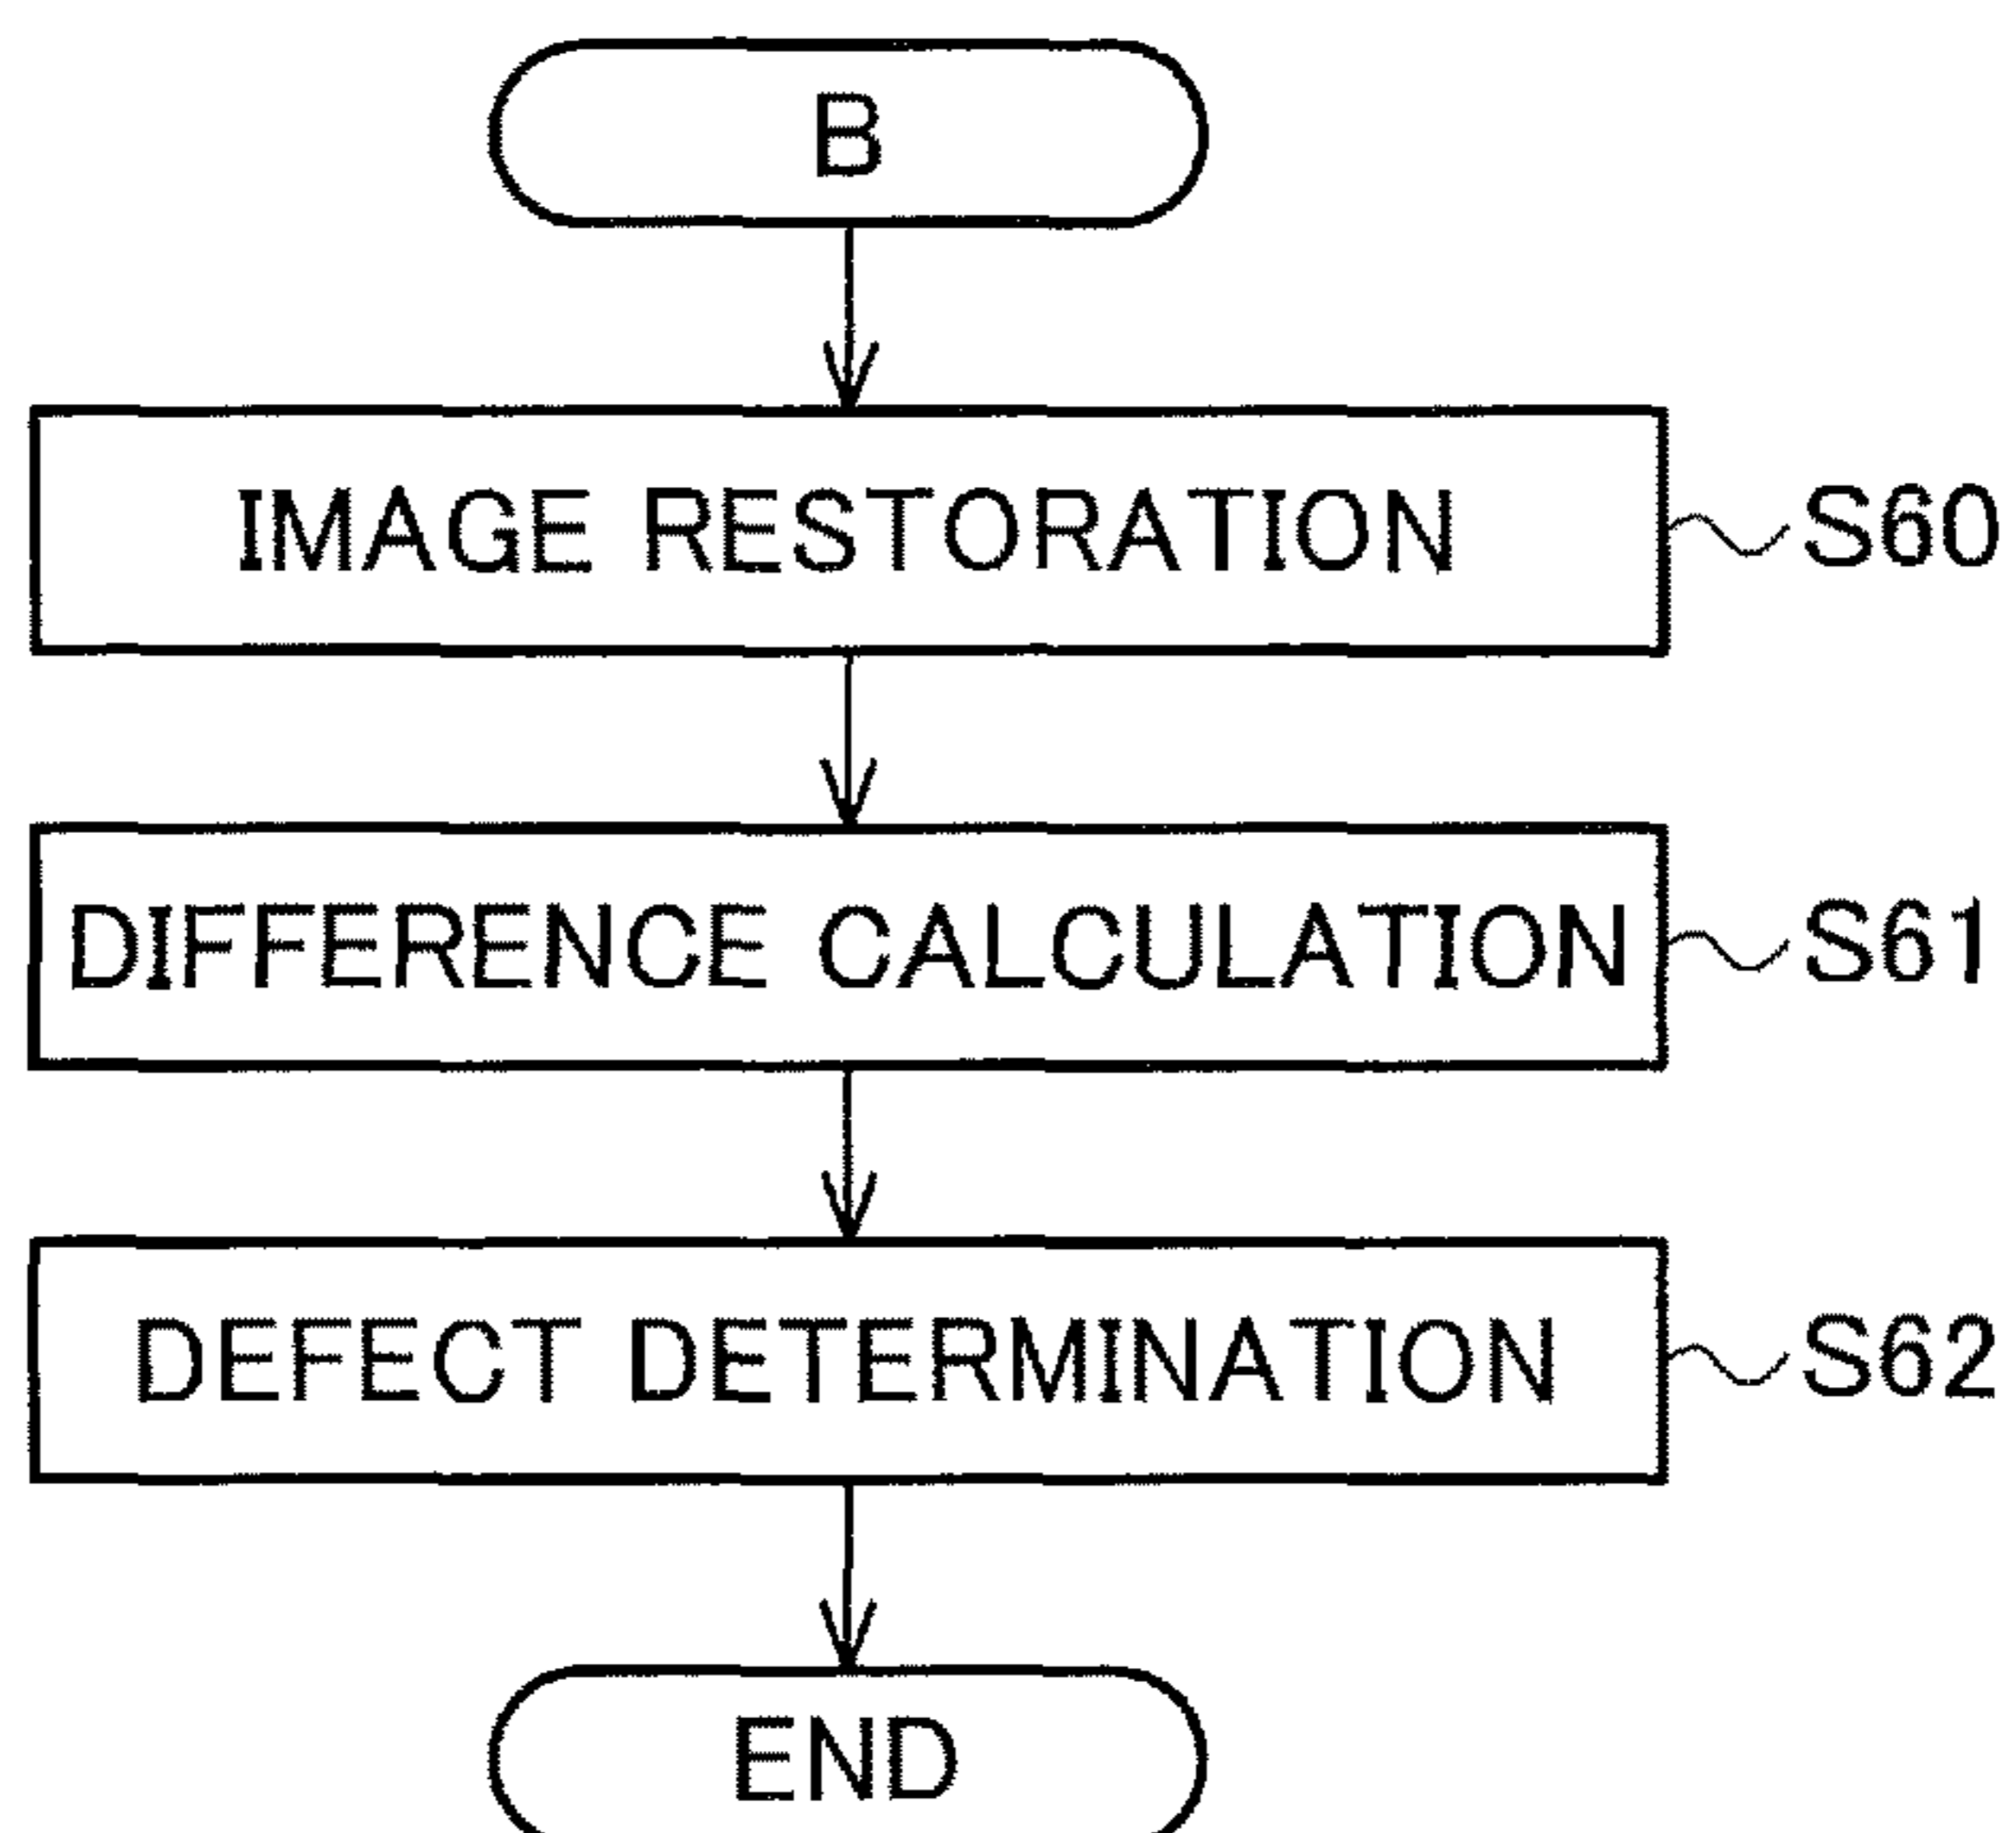 B
IMAGE RESTORATION S60
DIFFERENCE CALCULATION S61
DEFECT DETERMINATION S62
END